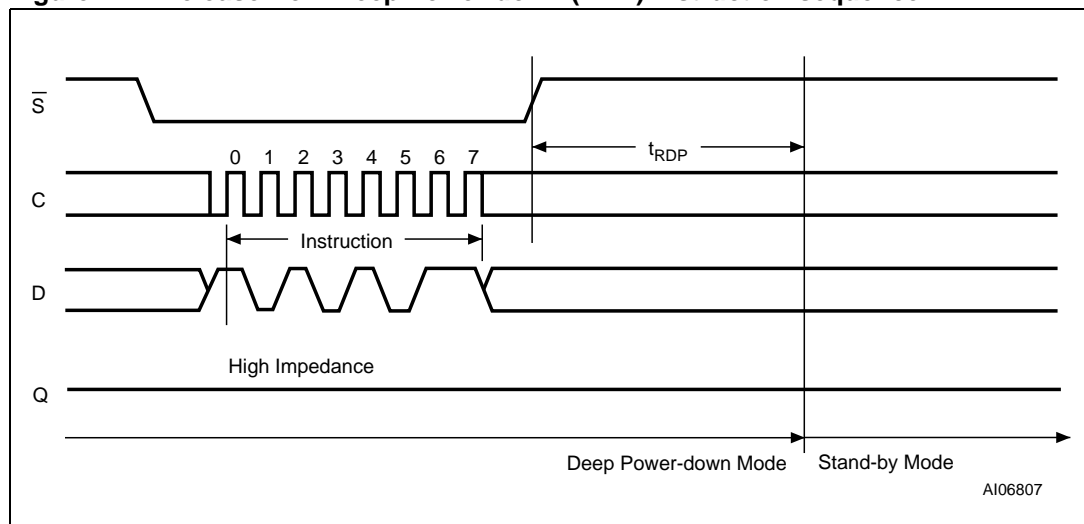 S
0 1 2 3 4 5 6 7
tRDP
C
Instruction
D
High Impedance
Q
Deep Power-down Mode Stand-by Mode
AI06807